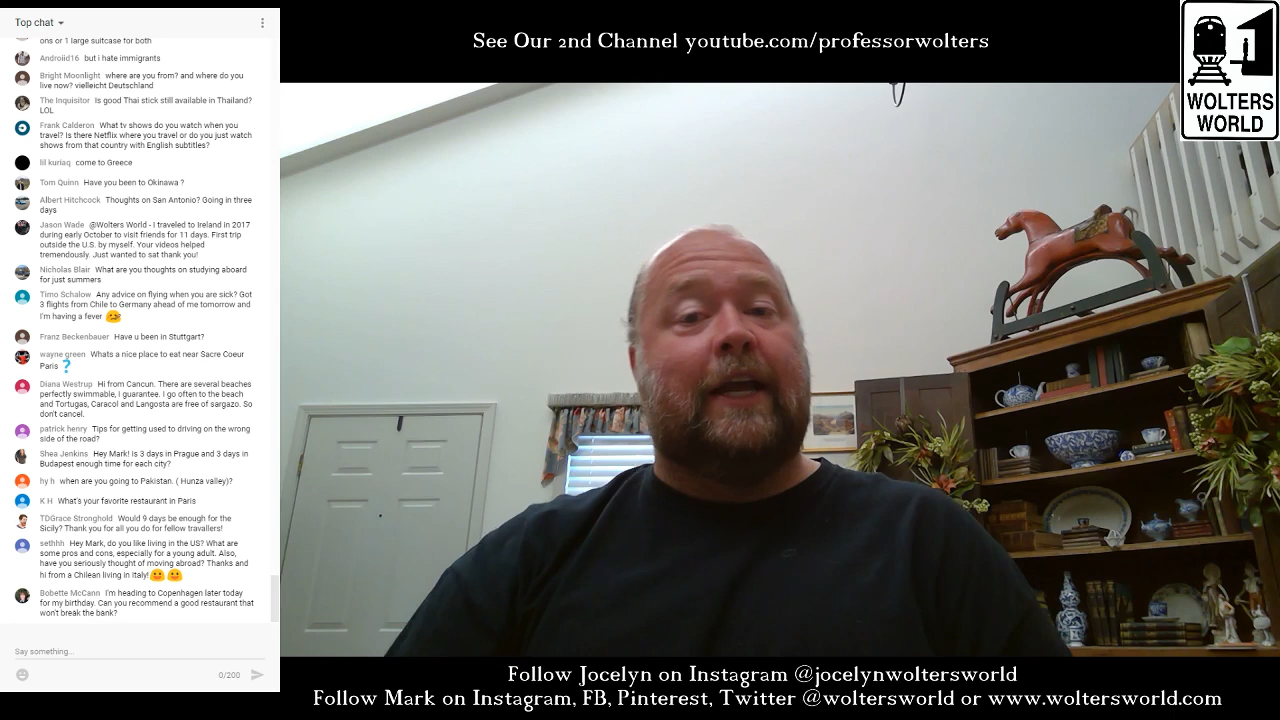 Top chat
ons or 1 large suitcase for both
Androiid16 but i hate immigrants
Bright Moonlight where are you from? and where do you
live now? vielleicht Deutschland
The Inquisitor Is good Thai stick still available in Thailand?
LOL
Frank Calderon What tv shows do you watch when you
travel? Is there Netflix where you travel or do you just watch
shows from that country with English subtitles?
lil kuriaq come to Greece
Tom Quinn Have you been to Okinawa ?
Albert Hitchcock Thoughts on San Antonio? Going in three
days
Jason Wade @Wolters World - I traveled to Ireland in 2017
during early October to visit friends for 11 days. First trip
outside the U.S. by myself. Your videos helped
tremendously. Just wanted to sat thank you!
Nicholas Blair What are you thoughts on studying aboard
for just summers
Timo Schalow Any advice on flying when you are sick? Got
3 flights from Chile to Germany ahead of me tomorrow and
I'm having a fever
Franz Beckenbauer Have u been in Stuttgart?
wayne green Whats a nice place to eat near Sacre Coeur
Paris ❓
Diana Westrup Hi from Cancun. There are several beaches
perfectly swimmable, I guarantee. I go often to the beach
and Tortugas, Caracol and Langosta are free of sargazo. So
don't cancel.
patrick henry Tips for getting used to driving on the wrong
side of the road?
Shea Jenkins Hey Mark! Is 3 days in Prague and 3 days in
Budapest enough time for each city?
hy h when are you going to Pakistan. ( Hunza valley)?
K H What's your favorite restaurant in Paris
TDGrace Stronghold Would 9 days be enough for the
Sicily? Thank you for all you do for fellow travallers!
sethhh Hey Mark, do you like living in the US? What are
some pros and cons, especially for a young adult. Also,
have you seriously thought of moving abroad? Thanks and
hi from a Chilean living in Italy!
Bobette McCann I'm heading to Copenhagen later today
for my birthday. Can you recommend a good restaurant that
won't break the bank?
Say something...
0/200
See Our 2nd Channel youtube.com/professorwolters
WOLTERS
WORLD
Follow Jocelyn on Instagram @jocelynwoltersworld
Follow Mark on Instagram, FB, Pinterest, Twitter @woltersworld or www.woltersworld.com